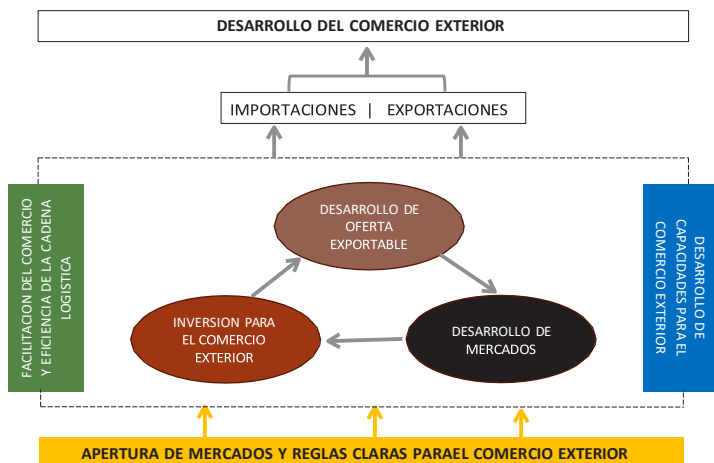 DESARROLLO DEL COMERCIO EXTERIOR
IMPORTACIONES | EXPORTACIONES
FACILITACION DEL COMERCIO
Y EFICIENCIA DE LA CADENA
LOGISTICA
DESARROLLO DE
OFERTA
EXPORTABLE
INVERSION PARA
EL COMERCIO
EXTERIOR
DESARROLLO DE
MERCADOS
DESARROLLO DE
CAPACIDADES PARA EL
COMERCIO EXTERIOR
APERTURA DE MERCADOS Y REGLAS CLARAS PARAEL COMERCIO EXTERIOR